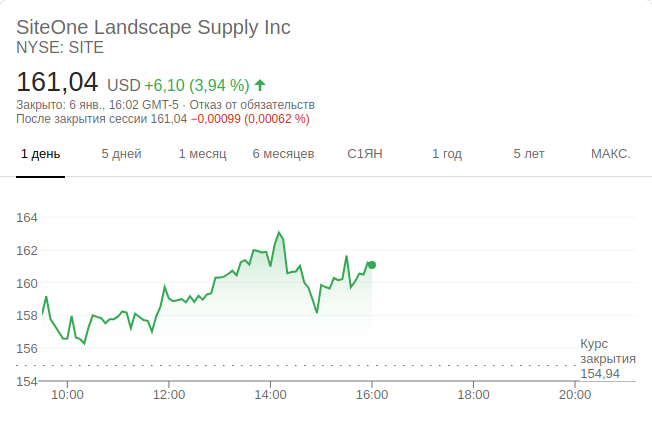 SiteOne Landscape Supply Inc
NYSE: SITE
161,04 USD +6,10 (3,94 %)
Закрыто: 6 янв., 16:02 GMT-5 · Отказ от обязательств
После закрытия сессии 161,04 −0,00099 (0,00062 %)
1 день 5 дней 1 месяц 6 месяцев С1ЯН 1 год 5 лет МАКС.
164
162
160
158
156
154
Курс
закрытия
154,94
10:00 12:00 14:00 16:00 18:00 20:00